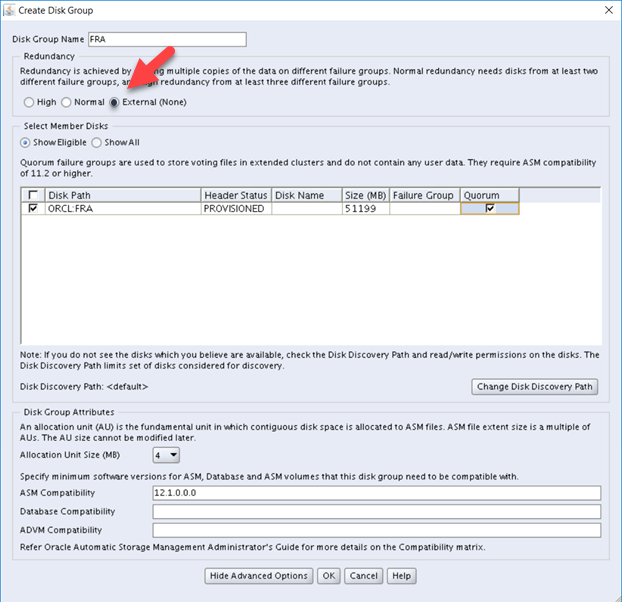 Create Disk Group
Disk Group Name FRA
Redundancy
Redundancy is achieved by multiple copies of the data on different failure groups. Normal redundancy needs disks from at least two
different failure groups, an redundancy from at least three different failure groups.
High Normal External (None)
Select Member Disks
Show Eligible Show All
Quorum failure groups are used to store voting files in extended clusters and do not contain any user data. They require ASM compatibility
of 11.2 or higher.
Disk Path Header Status Disk Name Size (MB) Failure Group Quorum
ORCL:FRA PROVISIONED 51199
Note: If you do not see the disks which you believe are available, check the Disk Discovery Path and read/write permissions on the disks. The
Disk Discovery Path limits set of disks considered for discovery.
Disk Discovery Path: <default> Change Disk Discovery Path
Disk Group Attributes
An allocation unit (AU) is the fundamental unit in which contiguous disk space is allocated to ASM files. ASM file extent size is a multiple of
AUs. The AU size cannot be modified later.
Allocation Unit Size (MB) 4
Specify minimum software versions for ASM, Database and ASM volumes that this disk group need to be compatible with.
ASM Compatibility 12.1.0.0.0
Database Compatibility
ADVM Compatibility
Refer Oracle Automatic Storage Management Administrator's Guide for more details on the Compatibility matrix.
Hide Advanced Options OK Cancel Help